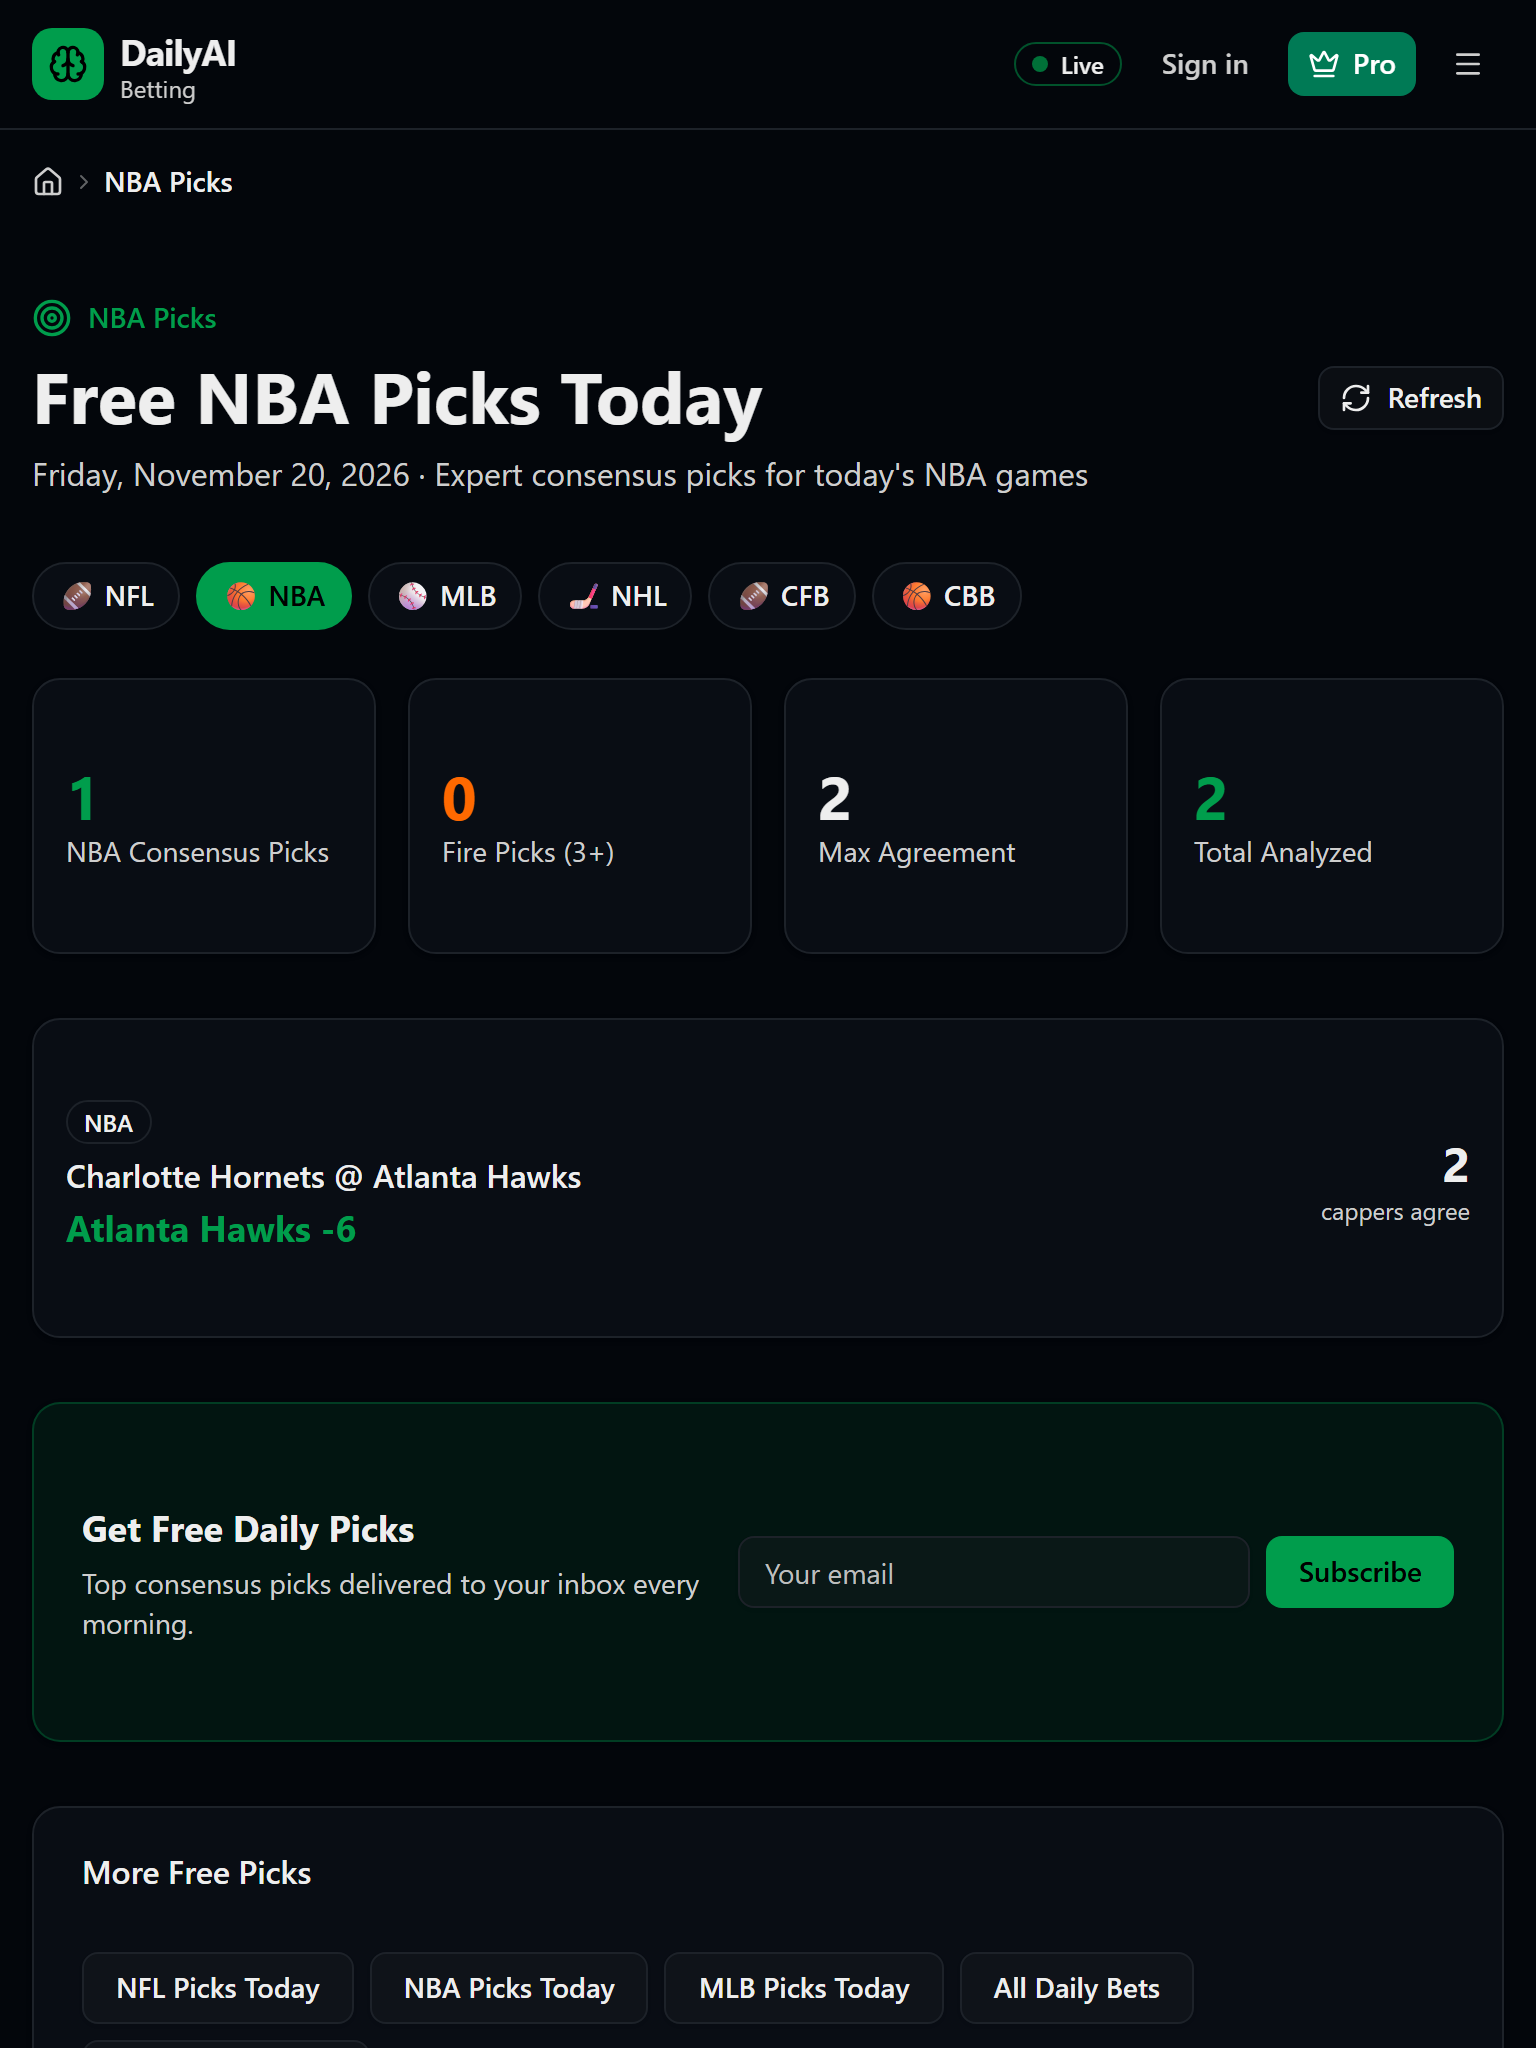 DailyAI
Betting
Live
Sign in
Pro
NBA Picks
NBA Picks
Free NBA Picks Today
Refresh
Friday, November 20, 2026 · Expert consensus picks for today's NBA games
NFL
NBA
MLB
NHL
CFB
CBB
1
NBA Consensus Picks
0
Fire Picks (3+)
2
Max Agreement
2
Total Analyzed
NBA
Charlotte Hornets @ Atlanta Hawks
Atlanta Hawks -6
2
cappers agree
Get Free Daily Picks
Top consensus picks delivered to your inbox every
morning.
Your email
Subscribe
More Free Picks
NFL Picks Today
NBA Picks Today
MLB Picks Today
All Daily Bets